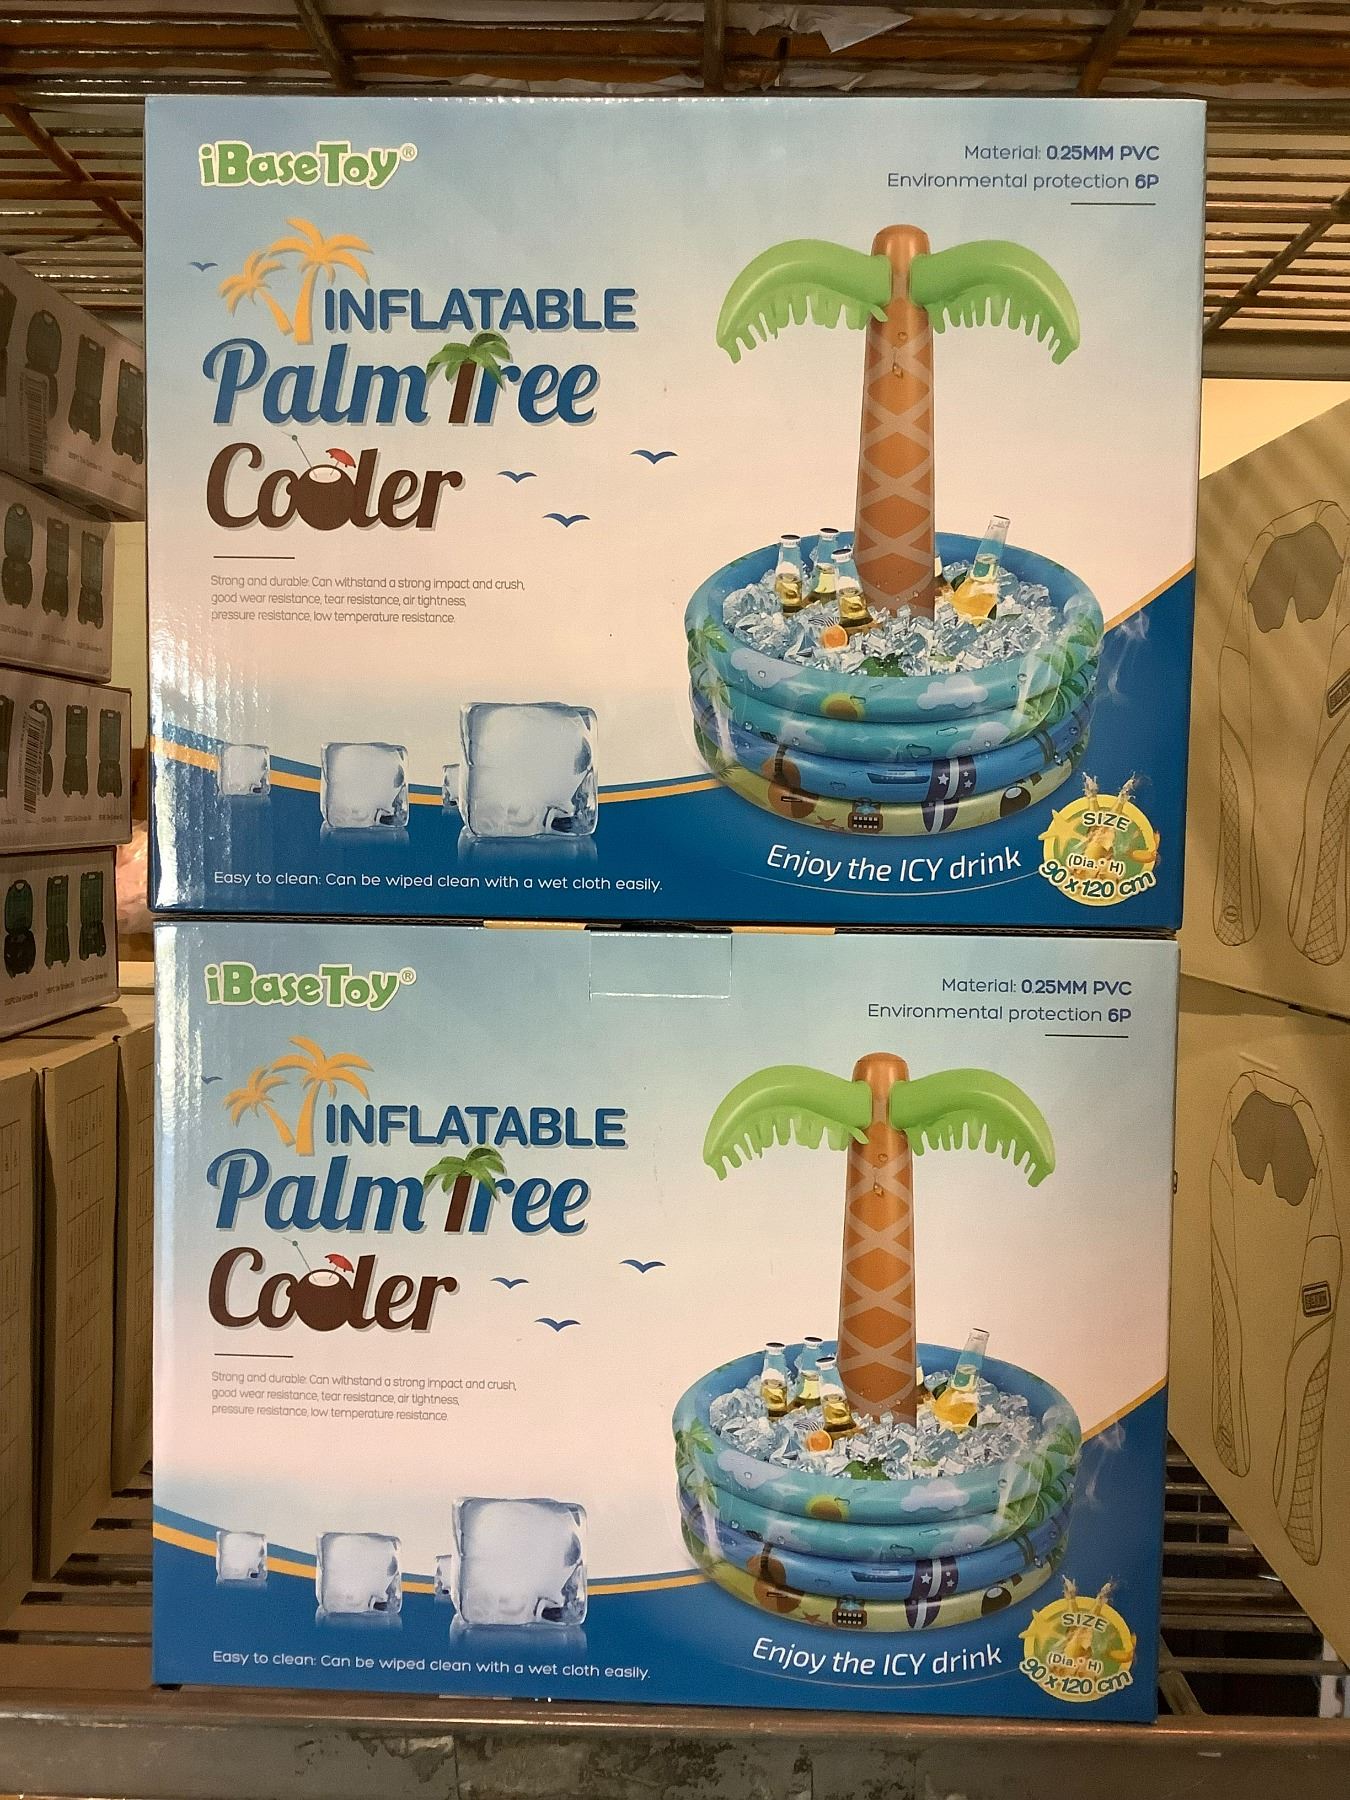 iBaseToy®
Material: 0.25MM PVC
Environmental protection 6P
INFLATABLE
Palm Tree
Cooler
Strong and durable: Can withstand a strong impact and crush,
good wear resistance, tear resistance, air tightness,
pressure resistance, low temperature resistance.
Easy to clean: Can be wiped clean with a wet cloth easily.
Enjoy the ICY drink
SIZE
(Dia.* H)
90 x 120 cm
iBaseToy®
Material: 0.25MM PVC
Environmental protection 6P
INFLATABLE
Palm Tree
Cooler
Strong and durable: Can withstand a strong impact and crush,
good wear resistance, tear resistance, air tightness,
pressure resistance, low temperature resistance.
Easy to clean: Can be wiped clean with a wet cloth easily.
Enjoy the ICY drink
SIZE
(Dia.* H)
90 x 120 cm